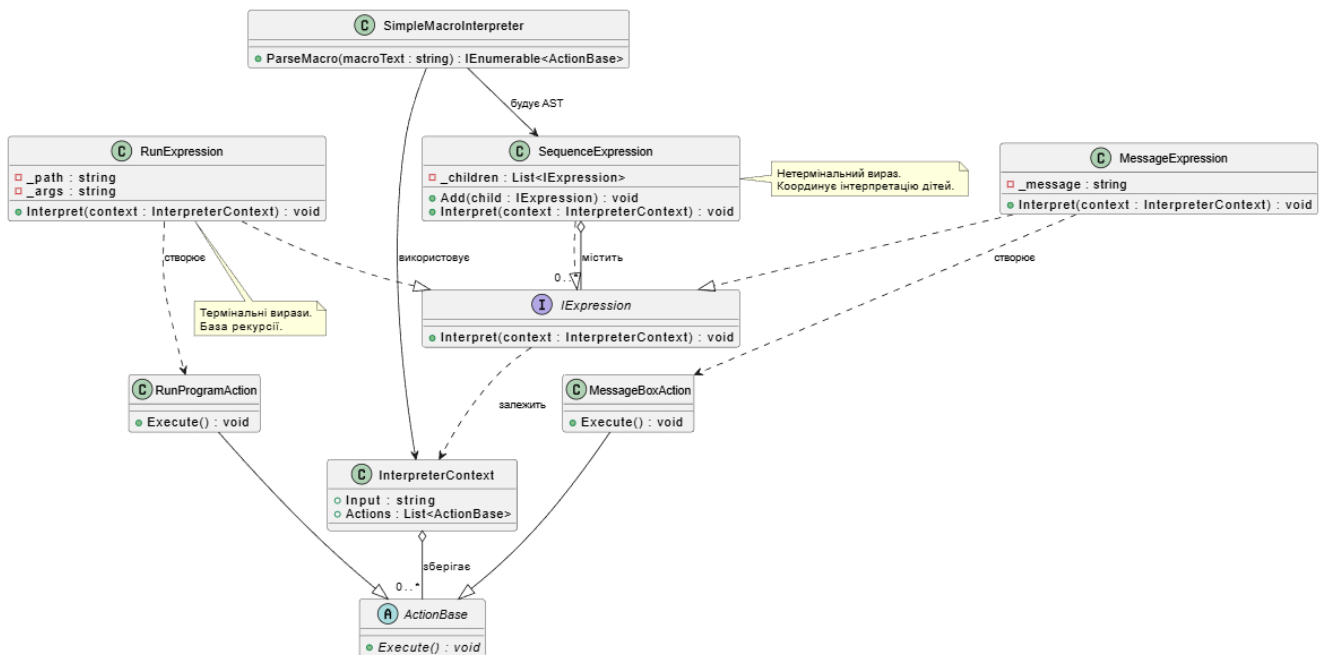 C SimpleMacroInterpreter
ParseMacro(macroText : string) : IEnumerable<ActionBase>
будує AST
C RunExpression
_path : string
_args : string
Interpret(context : InterpreterContext) : void
C SequenceExpression
_children : List<IExpression>
Add(child : IExpression) : void
Interpret(context : InterpreterContext) : void
Нетермінальний вираз.
Координує інтерпретацію дітей.
C MessageExpression
_message : string
Interpret(context : InterpreterContext) : void
створює
використовує
містить
створює
0..*
Термінальні вирази.
База рекурсії.
I IExpression
Interpret(context : InterpreterContext) : void
C RunProgramAction
Execute() : void
залежить
C MessageBoxAction
Execute() : void
C InterpreterContext
Input : string
Actions : List<ActionBase>
зберігає
0..*
A ActionBase
Execute() : void